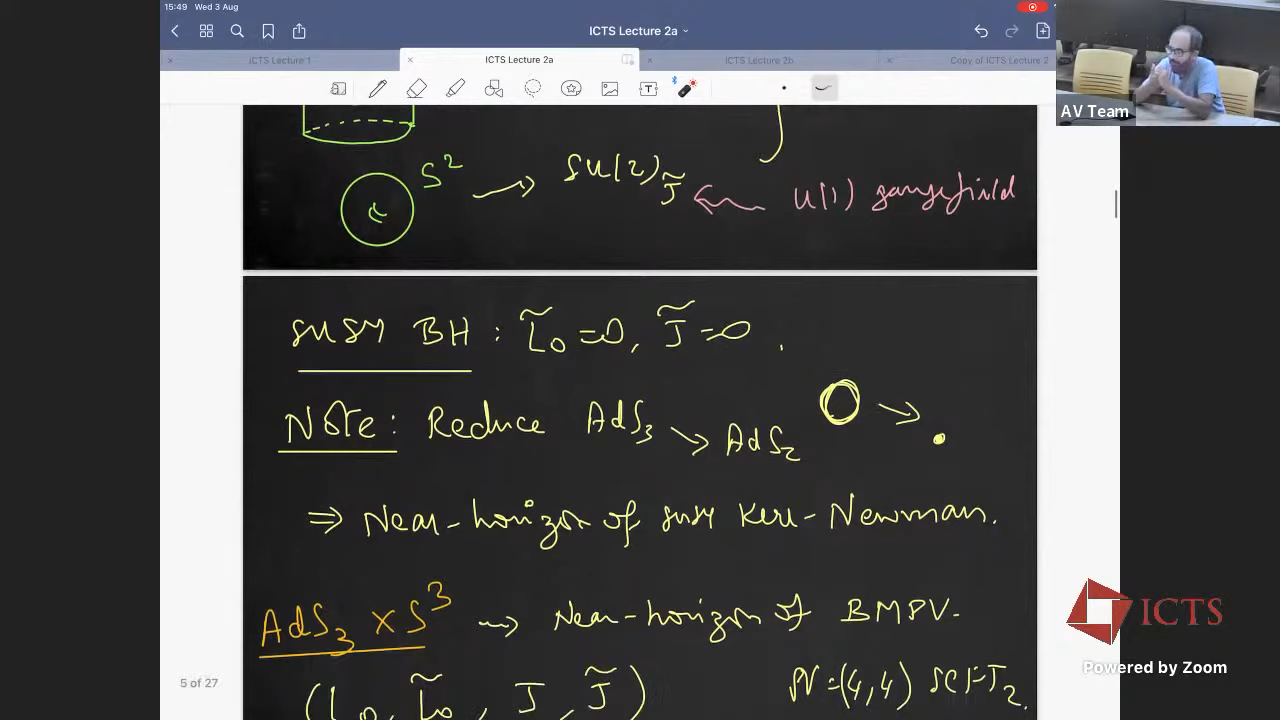 15:49 Wed 3 Aug
ICTS Lecture 2a
ICTS Lecture 1
ICTS Lecture 2a
ICTS Lecture 2b
Copy of ICTS Lecture 2
AV Team
S² → SU(2)_J̃ ← U(1) gauge field
SUSY BH : L̃₀ = 0, J̃ = 0.
Note: Reduce AdS₃ → AdS₂
⇒ Near-horizon of susy Kerr-Newman.
AdS₃ × S³ → Near-horizon of BMPV.
(L₀, L̃₀, J, J̃)
N=(4,4) SCFT₂.
5 of 27
ICTS
Powered by Zoom